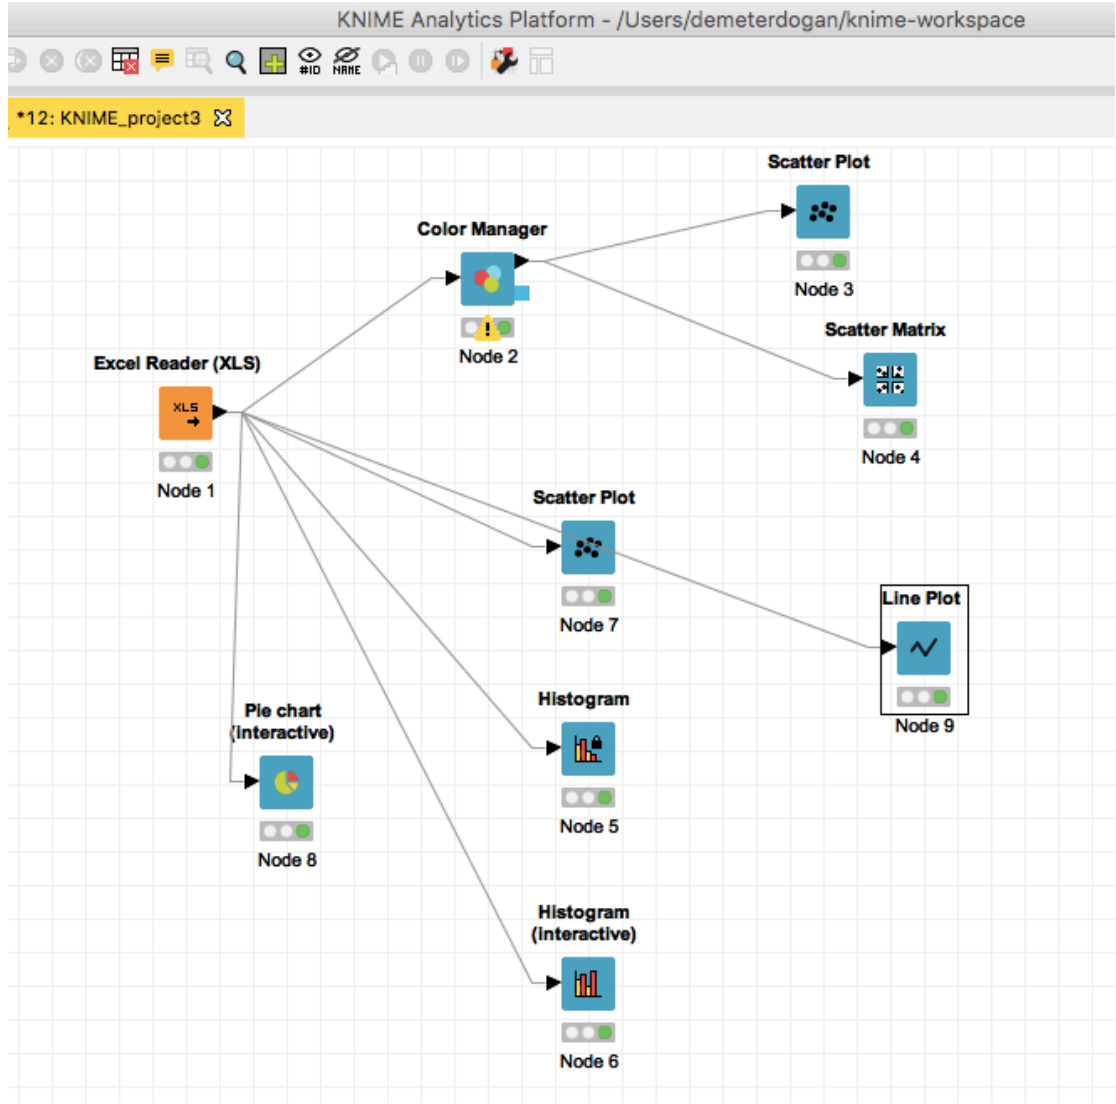 KNIME Analytics Platform - /Users/demeterdogan/knime-workspace
#ID
NAME
*12: KNIME_project3
Scatter Plot
Node 3
Color Manager
Node 2
Scatter Matrix
Node 4
Excel Reader (XLS)
XLS
Node 1
Scatter Plot
Node 7
Line Plot
Node 9
Pie chart
(interactive)
Node 8
Histogram
Node 5
Histogram
(interactive)
Node 6